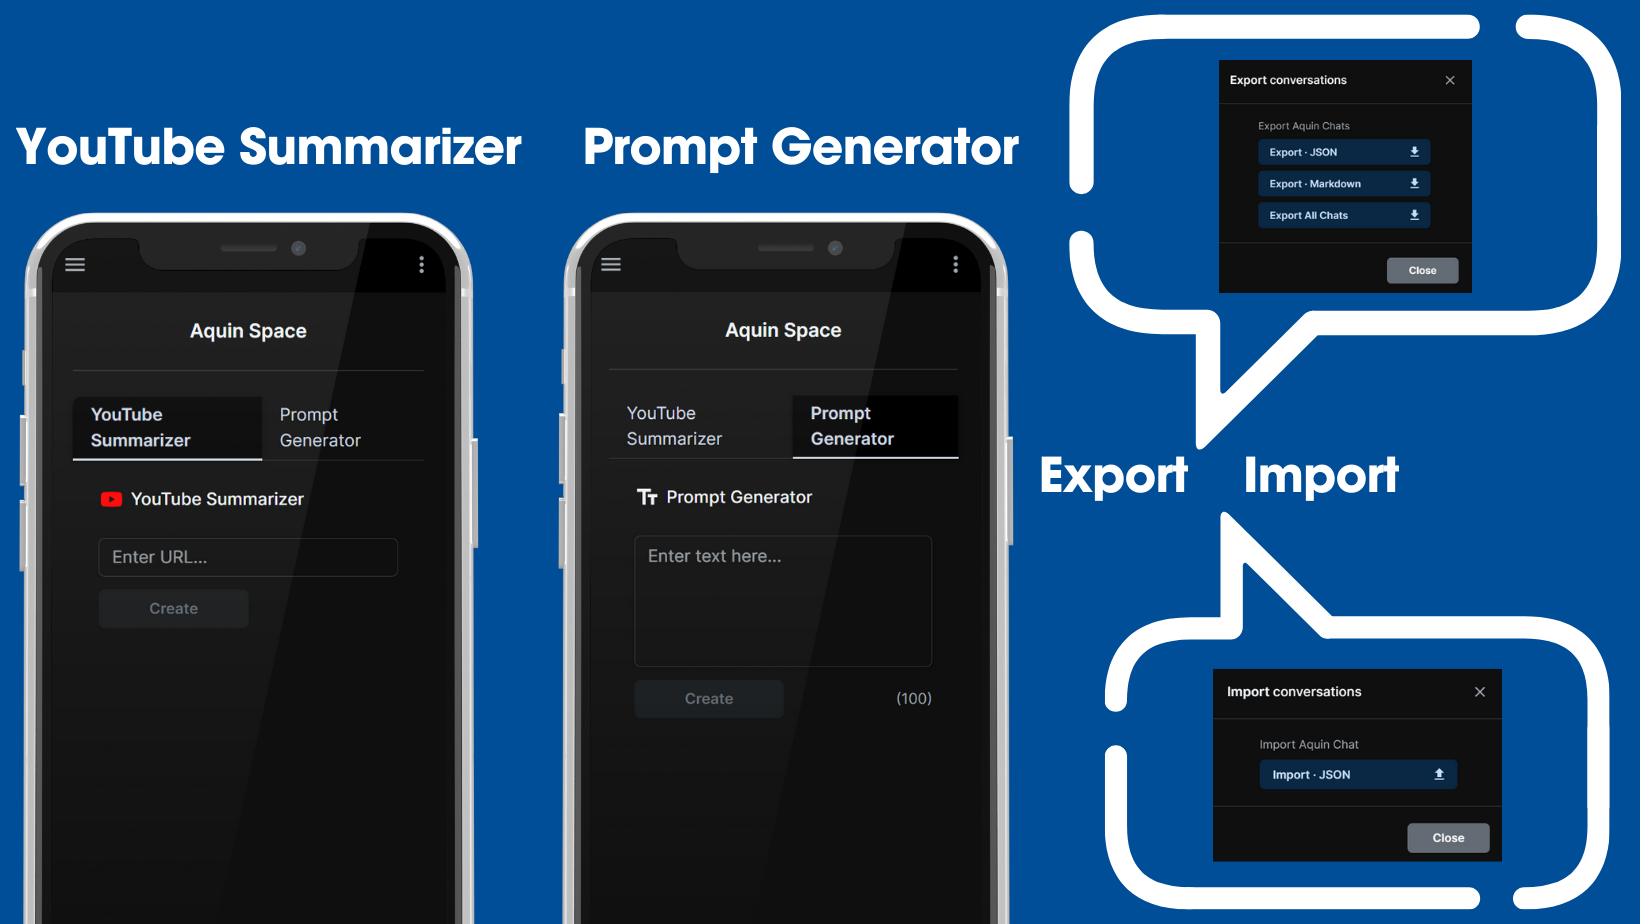 YouTube Summarizer
Aquin Space
YouTube
Summarizer
Prompt
Generator
YouTube Summarizer
Enter URL...
Create
Prompt Generator
Aquin Space
YouTube
Summarizer
Prompt
Generator
Prompt Generator
Enter text here...
Create
(100)
Export conversations
Export Aquin Chats
Export · JSON
Export · Markdown
Export All Chats
Close
Export
Import
Import conversations
Import Aquin Chat
Import · JSON
Close